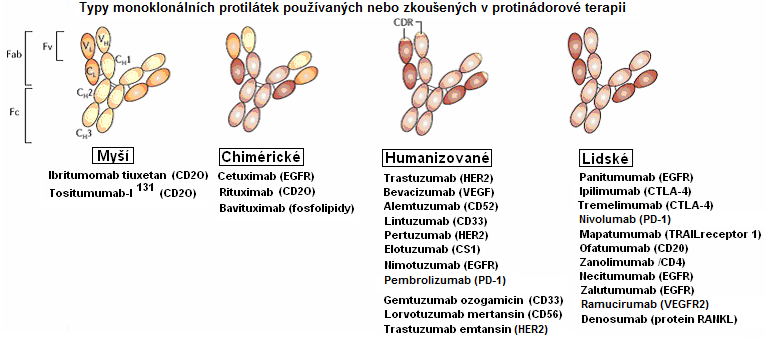 Typy monoklonálních protilátek používaných nebo zkoušených v protinádorové terapii
Fab
Fv
Fc
VL
VH
CL
CH1
CH2
CH3
CDR
Myší
Ibritumomab tiuxetan (CD2O)
Tositumumab-I 131 (CD2O)
Chimérické
Cetuximab (EGFR)
Rituximab (CD2O)
Bavituximab (fosfolipidy)
Humanizované
Trastuzumab (HER2)
Bevacizumab (VEGF)
Alemtuzumab (CD52)
Lintuzumab (CD33)
Pertuzumab (HER2)
Elotuzumab (CS1)
Nimotuzumab (EGFR)
Pembrolizumab (PD-1)
Gemtuzumab ozogamicin (CD33)
Lorvotuzumab mertansin (CD56)
Trastuzumab emtansin (HER2)
Lidské
Panitumumab (EGFR)
Ipilimumab (CTLA-4)
Tremelimumab (CTLA-4)
Nivolumab (PD-1)
Mapatumumab (TRAILreceptor 1)
Ofatumumab (CD20)
Zanolimumab /CD4)
Necitumumab (EGFR)
Zalutumumab (EGFR)
Ramucirumab (VEGFR2)
Denosumab (protein RANKL)